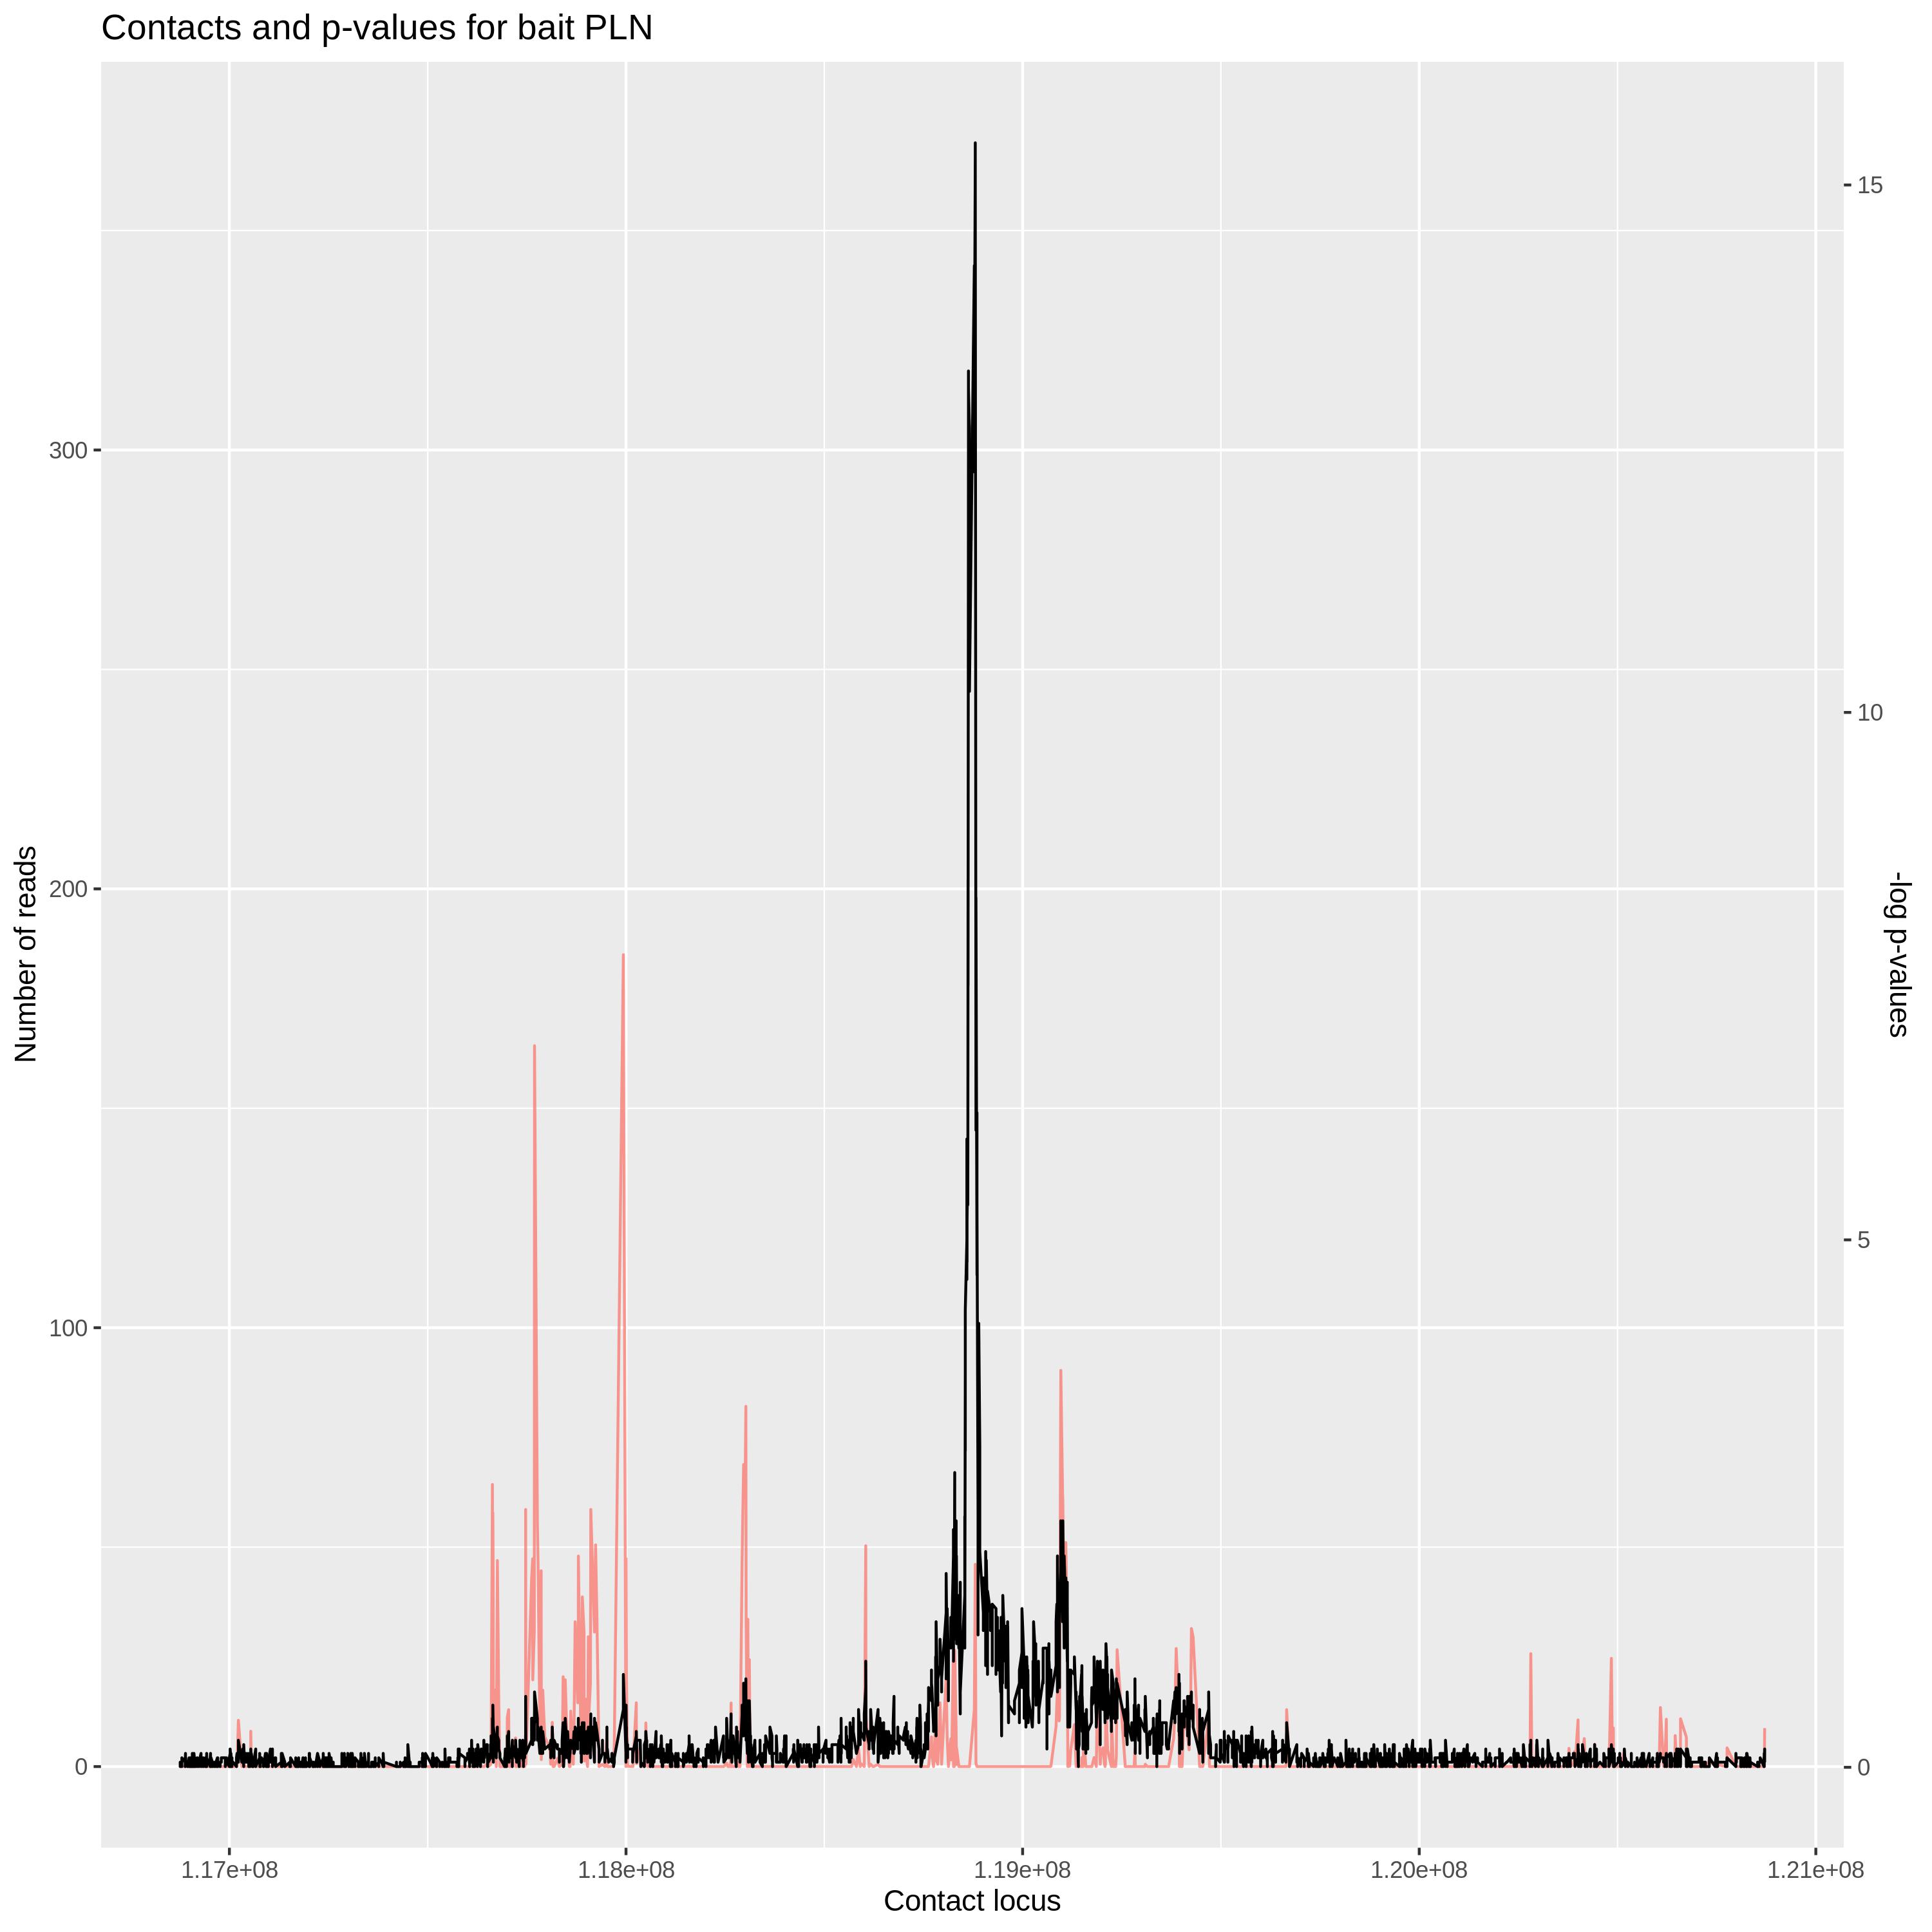 Contacts and p-values for bait PLN
15
300
10
200
Number of reads
-log p-values
5
100
0
0
1.17e+08
1.18e+08
1.19e+08
1.20e+08
1.21e+08
Contact locus